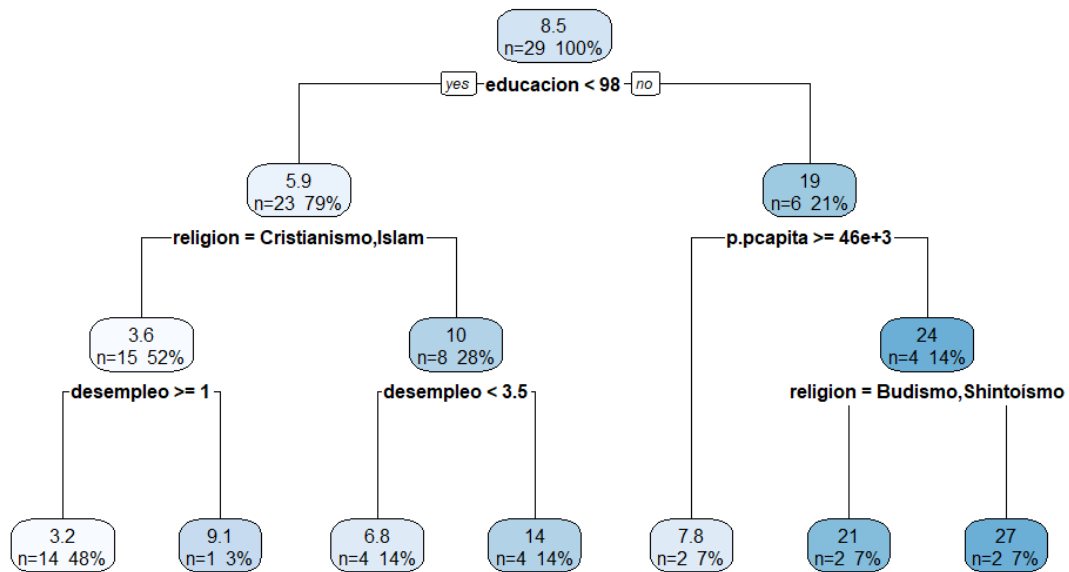 8.5
n=29 100%
yes educacion < 98 no
5.9
n=23 79%
19
n=6 21%
religion = Cristianismo,Islam
p.pcapita >= 46e+3
3.6
n=15 52%
10
n=8 28%
24
n=4 14%
desempleo >= 1
desempleo < 3.5
religion = Budismo,Shintoísmo
3.2
n=14 48%
9.1
n=1 3%
6.8
n=4 14%
14
n=4 14%
7.8
n=2 7%
21
n=2 7%
27
n=2 7%